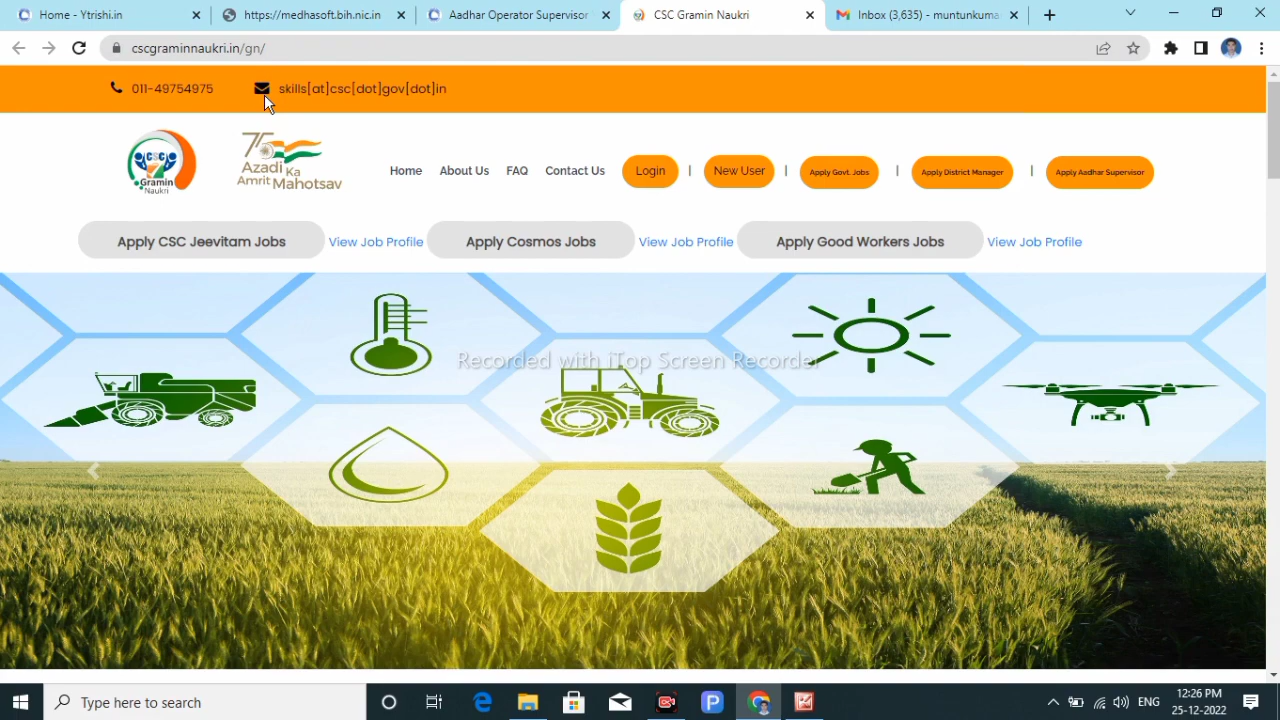 Home - Ytrishi.in
https://medhasoft.bih.nic.in
Aadhar Operator Supervisor
CSC Gramin Naukri
Inbox (3,635) - muntunkuma
cscgraminnaukri.in/gn/
011-49754975
skills[at]csc[dot]gov[dot]in
CSC
Gramin
Naukri
75
Azadi Ka
Amrit Mahotsav
Home
About Us
FAQ
Contact Us
Login
|
New User
|
Apply Govt. Jobs
|
Apply District Manager
|
Apply Aadhar Supervisor
Apply CSC Jeevitam Jobs
View Job Profile
Apply Cosmos Jobs
View Job Profile
Apply Good Workers Jobs
View Job Profile
Recorded with iTop Screen Recorder
Type here to search
ENG
12:26 PM
25-12-2022